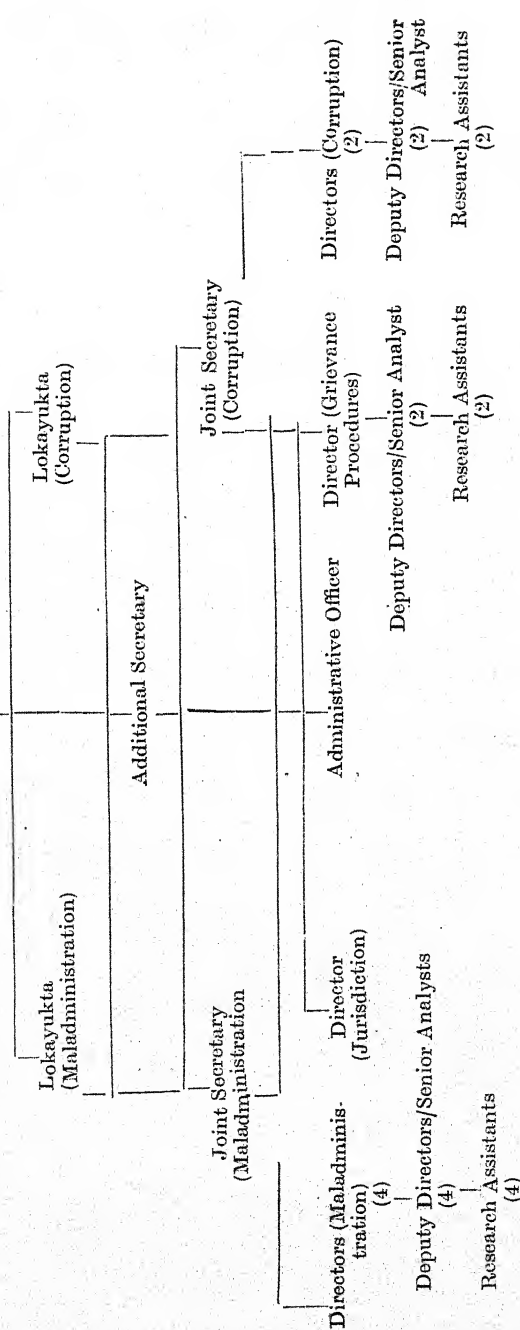 Lokayukta
(Maladministration)
Lokayukta
(Corruption)
Additional Secretary
Joint Secretary
(Maladministration
Joint Secretary
(Corruption)
Directors (Maladminis-
tration)
(4)
Director
(Jurisdiction)
Administrative Officer
Director (Grievance
Procedures)
Directors (Corruption)
(2)
Deputy Directors/Senior Analysts
(4)
Deputy Directors/Senior Analyst
(2)
Deputy Directors/Senior
Analyst
(2)
Research Assistants
(4)
Research Assistants
(2)
Research Assistants
(2)